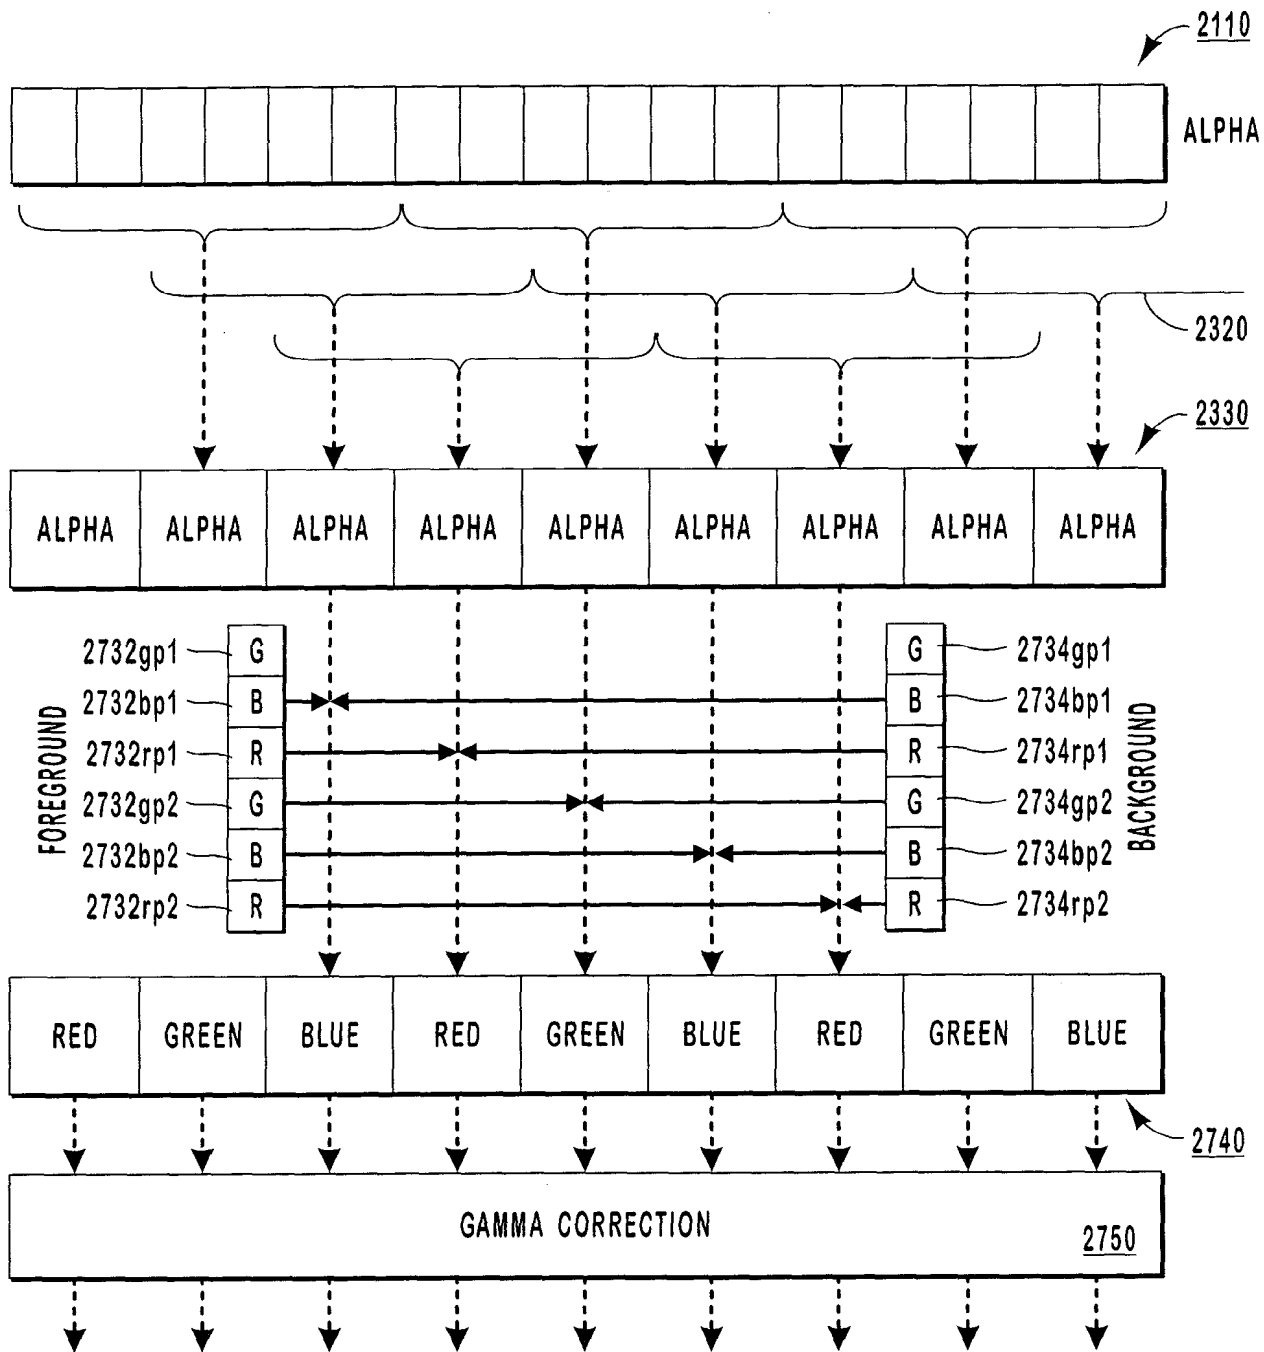 2110
ALPHA
2320
2330
ALPHA ALPHA ALPHA ALPHA ALPHA ALPHA ALPHA ALPHA ALPHA
FOREGROUND
2732gp1 G
2732bp1 B
2732rp1 R
2732gp2 G
2732bp2 B
2732rp2 R
G 2734gp1
B 2734bp1
R 2734rp1
G 2734gp2
B 2734bp2
R 2734rp2
BACKGROUND
RED GREEN BLUE RED GREEN BLUE RED GREEN BLUE
2740
GAMMA CORRECTION
2750